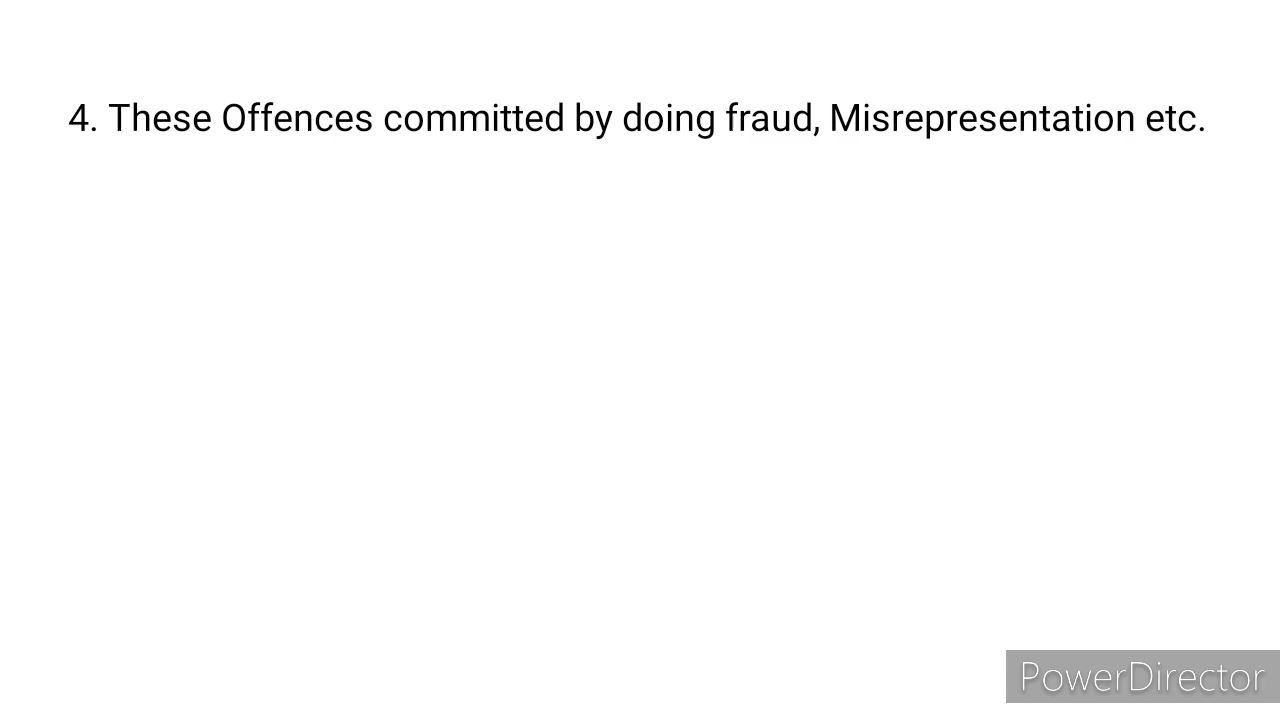 4. These Offences committed by doing fraud, Misrepresentation etc.
PowerDirector